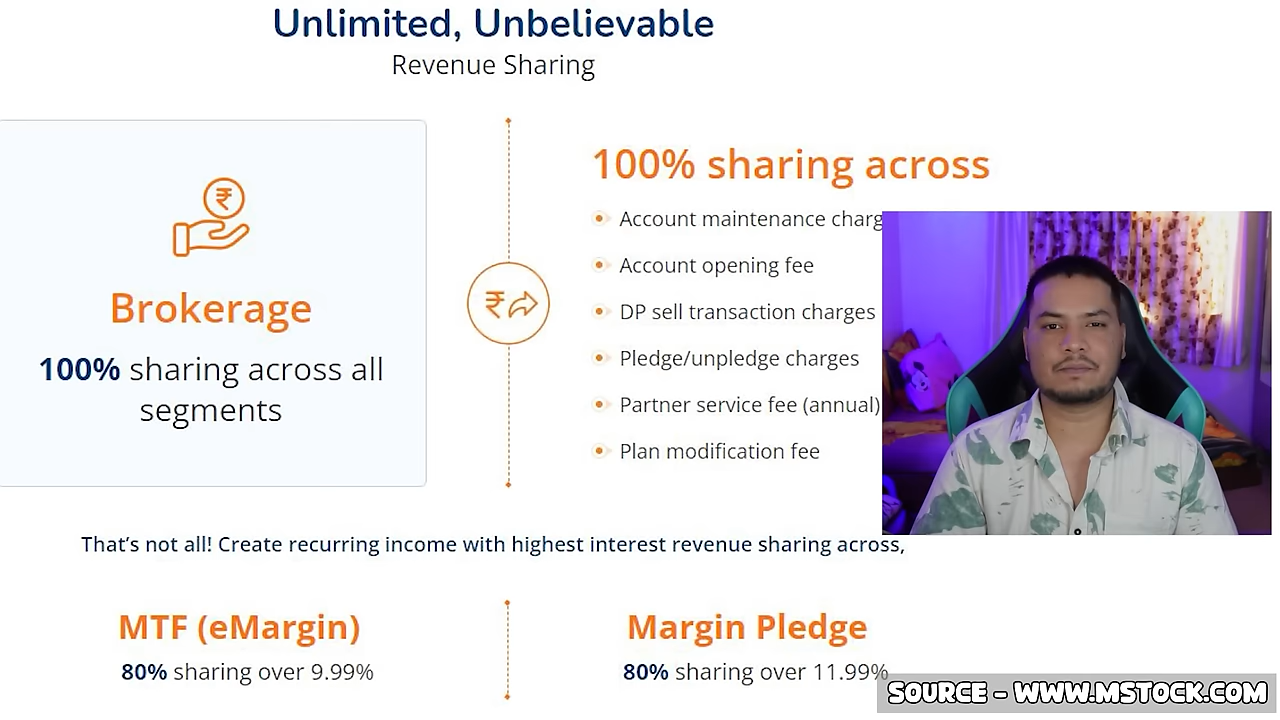 Unlimited, Unbelievable
Revenue Sharing
Brokerage
100% sharing across all
segments
₹
100% sharing across
Account maintenance charg
Account opening fee
DP sell transaction charges
Pledge/unpledge charges
Partner service fee (annual)
Plan modification fee
That's not all! Create recurring income with highest interest revenue sharing across,
MTF (eMargin)
80% sharing over 9.99%
Margin Pledge
80% sharing over 11.99%
SOURCE - WWW.MSTOCK.COM